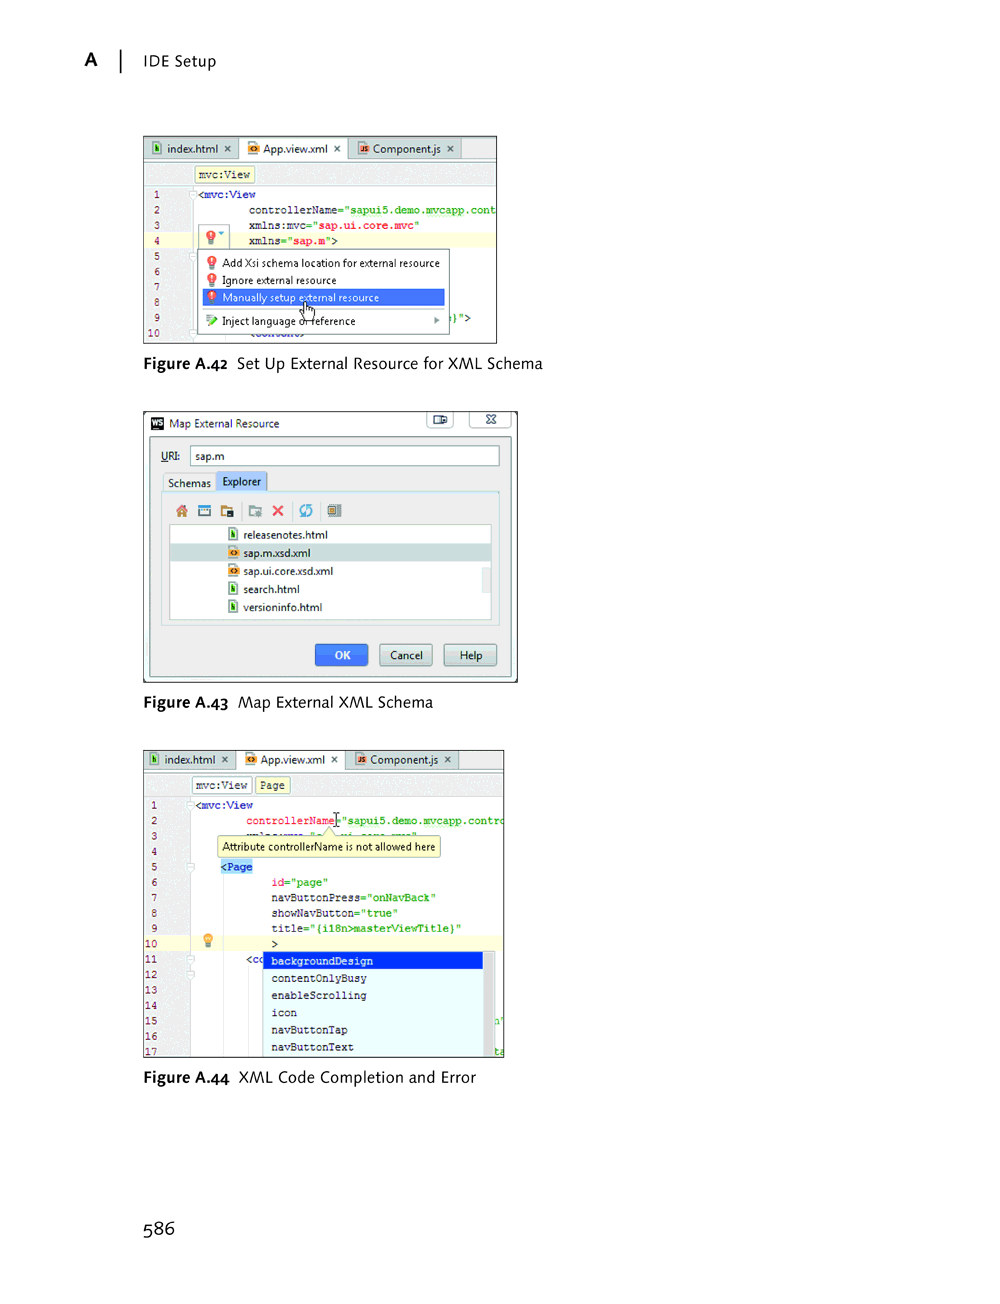 A | IDE Setup
index.html × App.view.xml × Component.js ×
mvc:View
1 <mvc:View
2 controllerName="sapui5.demo.mvcapp.cont
3 xmlns:mvc="sap.ui.core.mvc"
4 xmlns="sap.m">
5
6
7
8
9 }">
10
Add Xsi schema location for external resource
Ignore external resource
Manually setup external resource
Inject language or reference
Figure A.42 Set Up External Resource for XML Schema
WS Map External Resource
URI: sap.m
Schemas Explorer
releasenotes.html
sap.m.xsd.xml
sap.ui.core.xsd.xml
search.html
versioninfo.html
OK Cancel Help
Figure A.43 Map External XML Schema
index.html × App.view.xml × Component.js ×
mvc:View Page
1 <mvc:View
2 controllerName="sapui5.demo.mvcapp.contro
3
Attribute controllerName is not allowed here
4
5 <Page
6 id="page"
7 navButtonPress="onNavBack"
8 showNavButton="true"
9 title="{i18n>masterViewTitle}"
10 >
11 <co backgroundDesign
12 contentOnlyBusy
13 enableScrolling
14 icon
15 navButtonTap
16 navButtonText
17
Figure A.44 XML Code Completion and Error
586